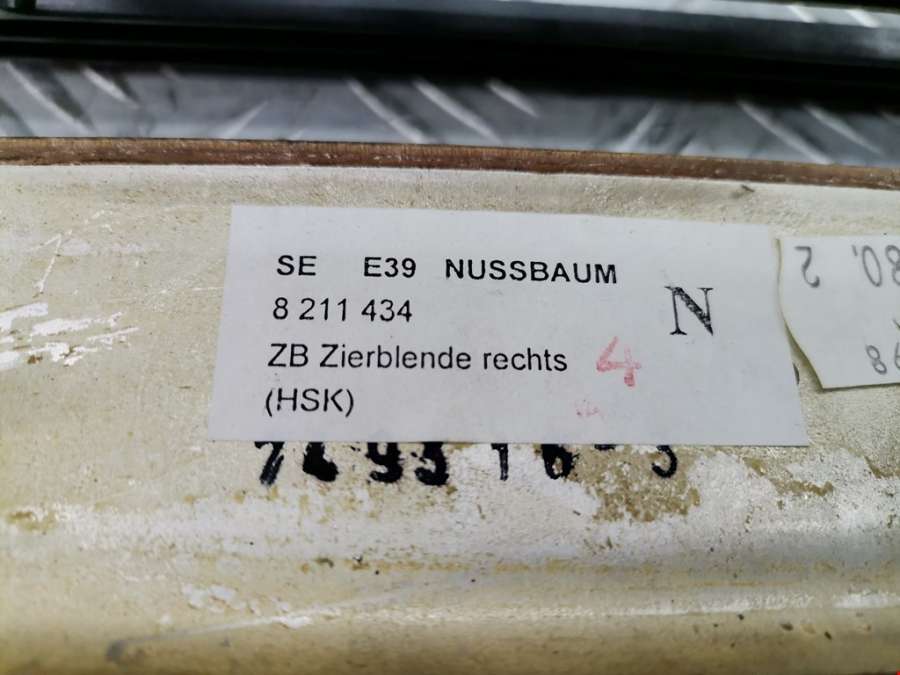 SE E39 NUSSBAUM
8 211 434
N
ZB Zierblende rechts
4
(HSK)